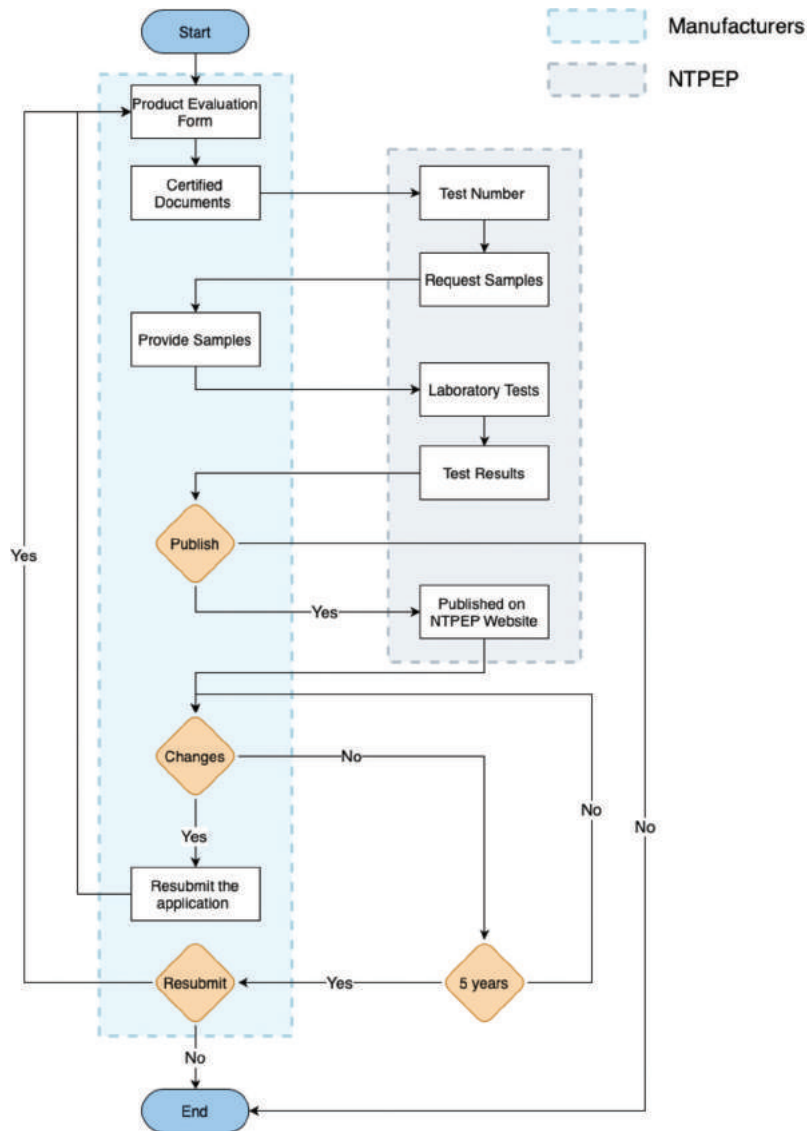 Start
Manufacturers
NTPEP
Product Evaluation
Form
Certified
Documents
Test Number
Request Samples
Provide Samples
Laboratory Tests
Test Results
Publish
Yes
No
Yes
Published on
NTPEP Website
Changes
No
Yes
No
Resubmit the
application
Resubmit
Yes
5 years
No
End